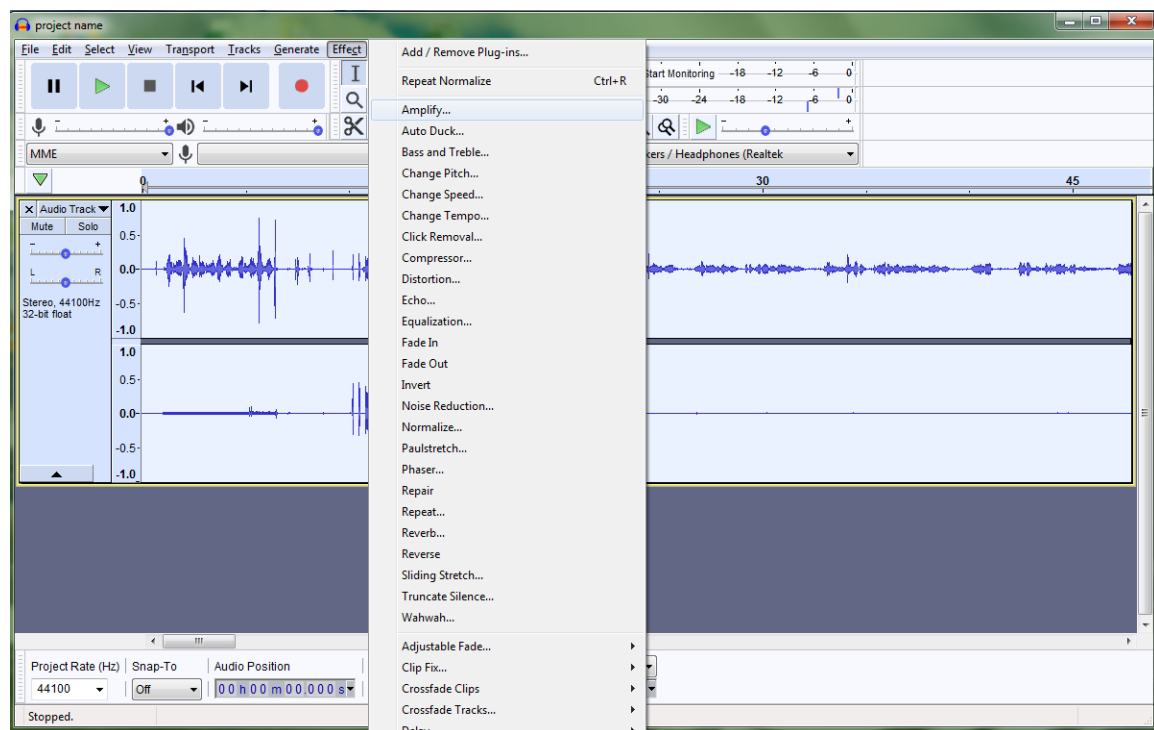 project name
File Edit Select View Transport Tracks Generate Effect
Add / Remove Plug-ins...
Repeat Normalize Ctrl+R
Amplify...
Auto Duck...
Bass and Treble...
Change Pitch...
Change Speed...
Change Tempo...
Click Removal...
Compressor...
Distortion...
Echo...
Equalization...
Fade In
Fade Out
Invert
Noise Reduction...
Normalize...
Paulstretch...
Phaser...
Repair
Repeat...
Reverb...
Reverse
Sliding Stretch...
Truncate Silence...
Wahwah...
Adjustable Fade...
Clip Fix...
Crossfade Clips
Crossfade Tracks...
Start Monitoring -18 -12 -6 0
-30 -24 -18 -12 -6 0
MME
/ Headphones (Realtek
0 30 45
Audio Track
Mute Solo
- +
L R
Stereo, 44100Hz
32-bit float
1.0
0.5
0.0
-0.5
-1.0
1.0
0.5
0.0
-0.5
-1.0
Project Rate (Hz) Snap-To Audio Position
44100 Off 00 h 00 m 00.000 s
Stopped.